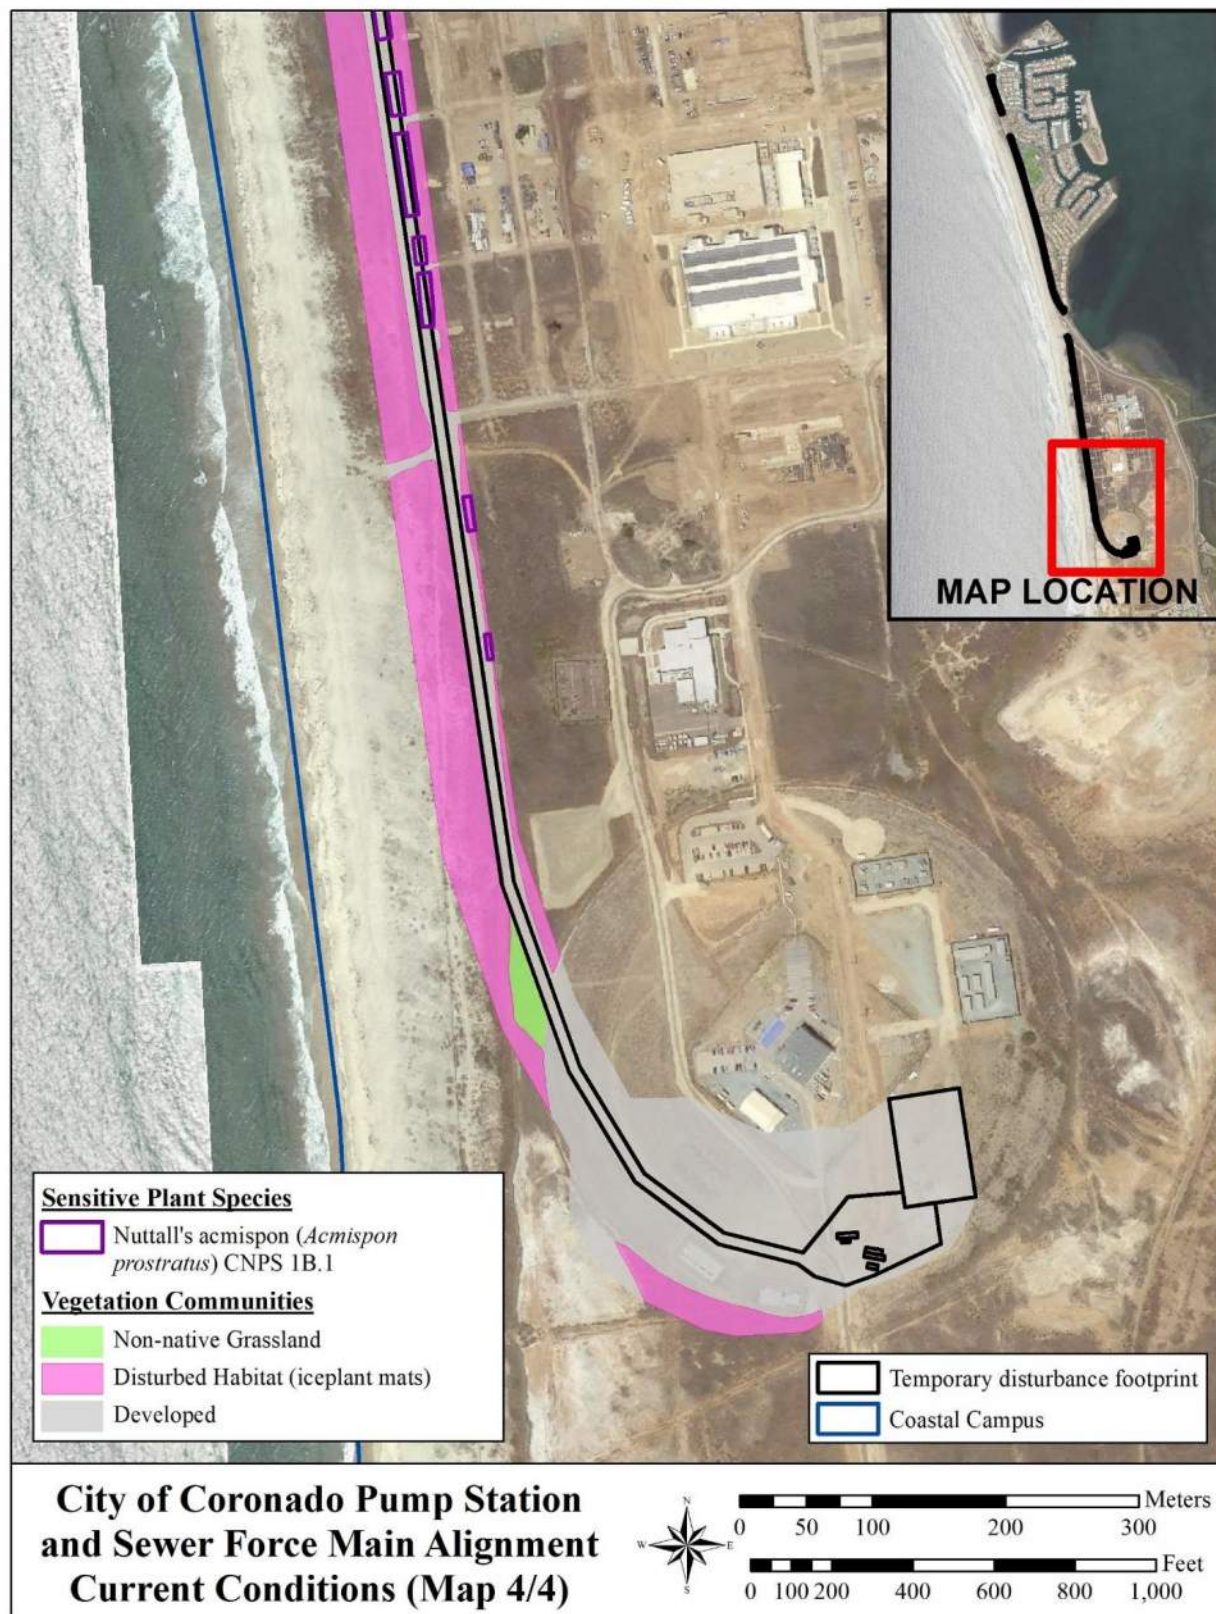 MAP LOCATION
Sensitive Plant Species
Nuttall's acmispon (Acmispon
prostratus) CNPS 1B.1
Vegetation Communities
Non-native Grassland
Disturbed Habitat (iceplant mats)
Developed
Temporary disturbance footprint
Coastal Campus
City of Coronado Pump Station
and Sewer Force Main Alignment
Current Conditions (Map 4/4)
N
W E
S
Meters
0 50 100 200 300
Feet
0 100 200 400 600 800 1,000